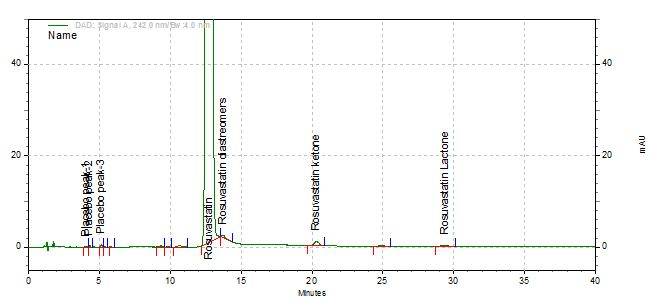 DAD: Signal A, 242.0 nm/Bw:4.0 nm
Name
40
20
0
40
20
0
mAU
Placebo peak-1
Placebo peak-2
Placebo peak-3
Rosuvastatin
Rosuvastatin diastreomers
Rosuvastatin ketone
Rosuvastatin Lactone
0
5
10
15
20
25
30
35
40
Minutes